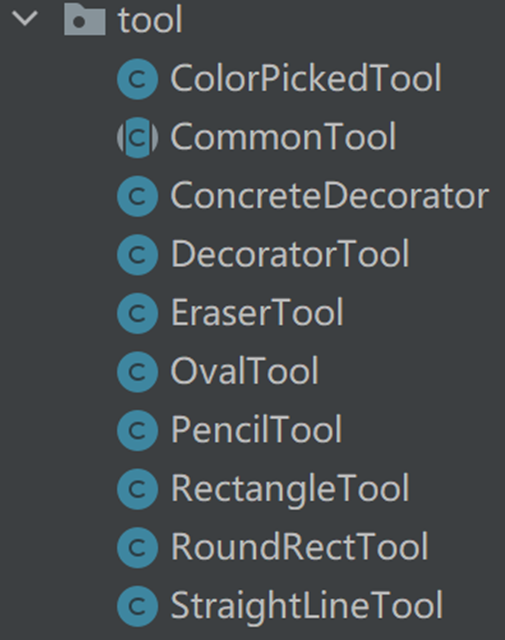 tool
C ColorPickedTool
C CommonTool
C ConcreteDecorator
C DecoratorTool
C EraserTool
C OvalTool
C PencilTool
C RectangleTool
C RoundRectTool
C StraightLineTool